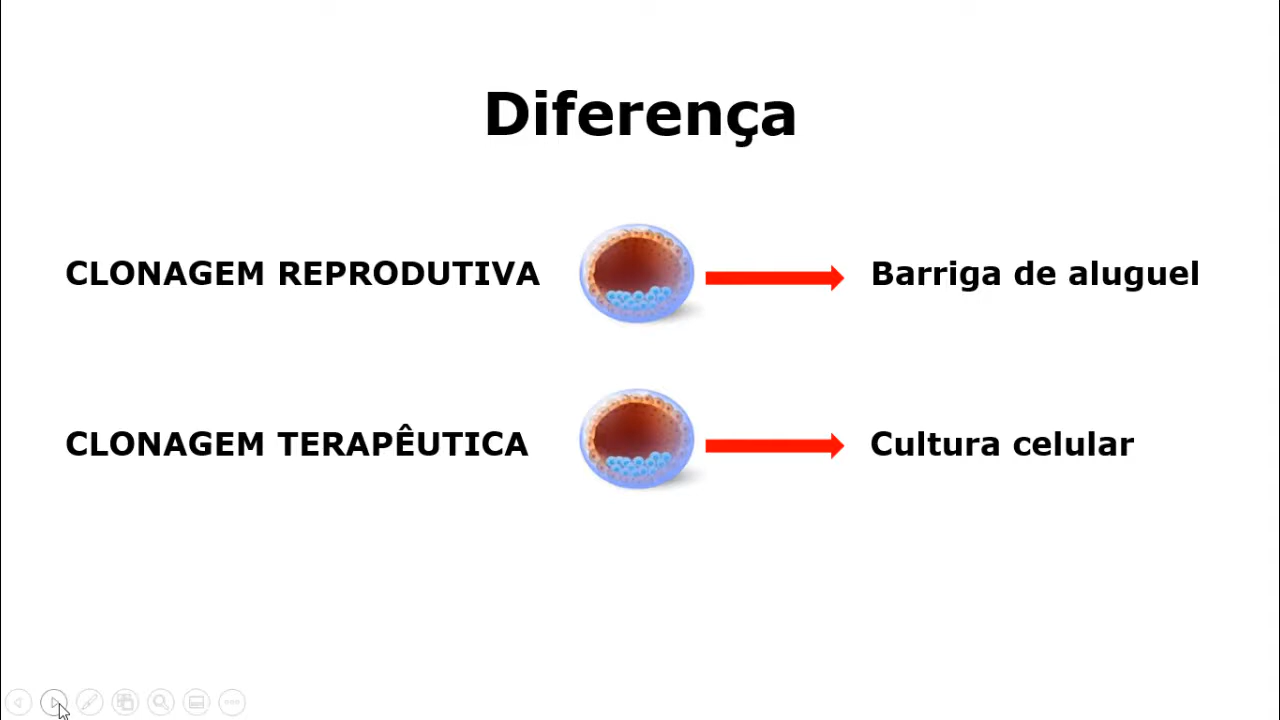 Diferença
CLONAGEM REPRODUTIVA
Barriga de aluguel
CLONAGEM TERAPÊUTICA
Cultura celular